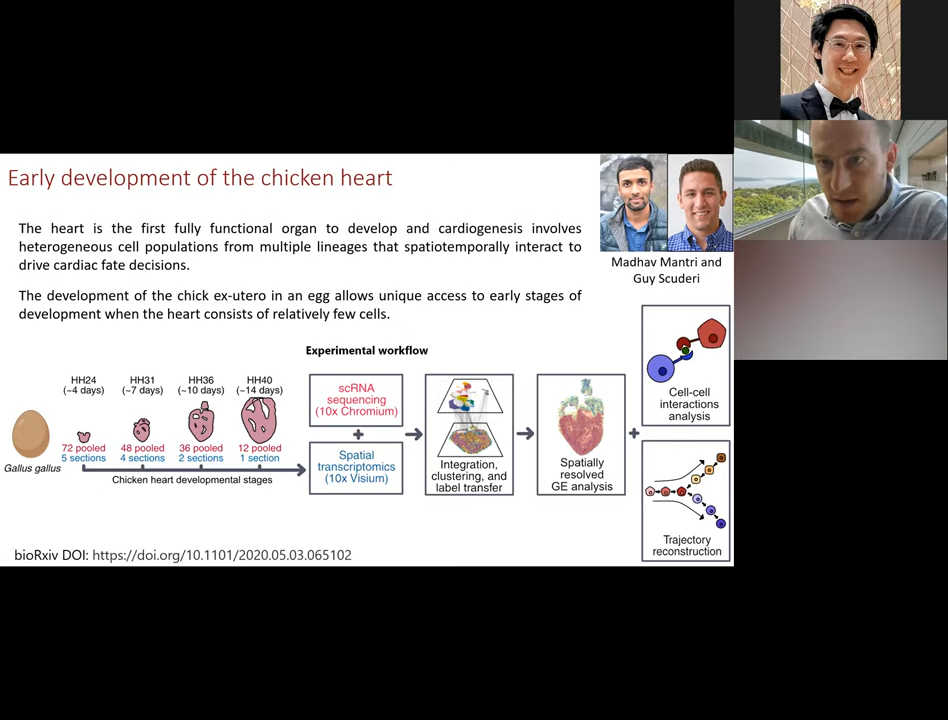 Early development of the chicken heart
The heart is the first fully functional organ to develop and cardiogenesis involves
heterogeneous cell populations from multiple lineages that spatiotemporally interact to
drive cardiac fate decisions.
The development of the chick ex-utero in an egg allows unique access to early stages of
development when the heart consists of relatively few cells.
Madhav Mantri and
Guy Scuderi
Experimental workflow
Gallus gallus
HH24
(~4 days)
72 pooled
5 sections
HH31
(~7 days)
48 pooled
4 sections
HH36
(~10 days)
36 pooled
2 sections
HH40
(~14 days)
12 pooled
1 section
Chicken heart developmental stages
scRNA
sequencing
(10x Chromium)
+
Spatial
transcriptomics
(10x Visium)
Integration,
clustering, and
label transfer
Spatially
resolved
GE analysis
+
Cell-cell
interactions
analysis
Trajectory
reconstruction
bioRxiv DOI: https://doi.org/10.1101/2020.05.03.065102